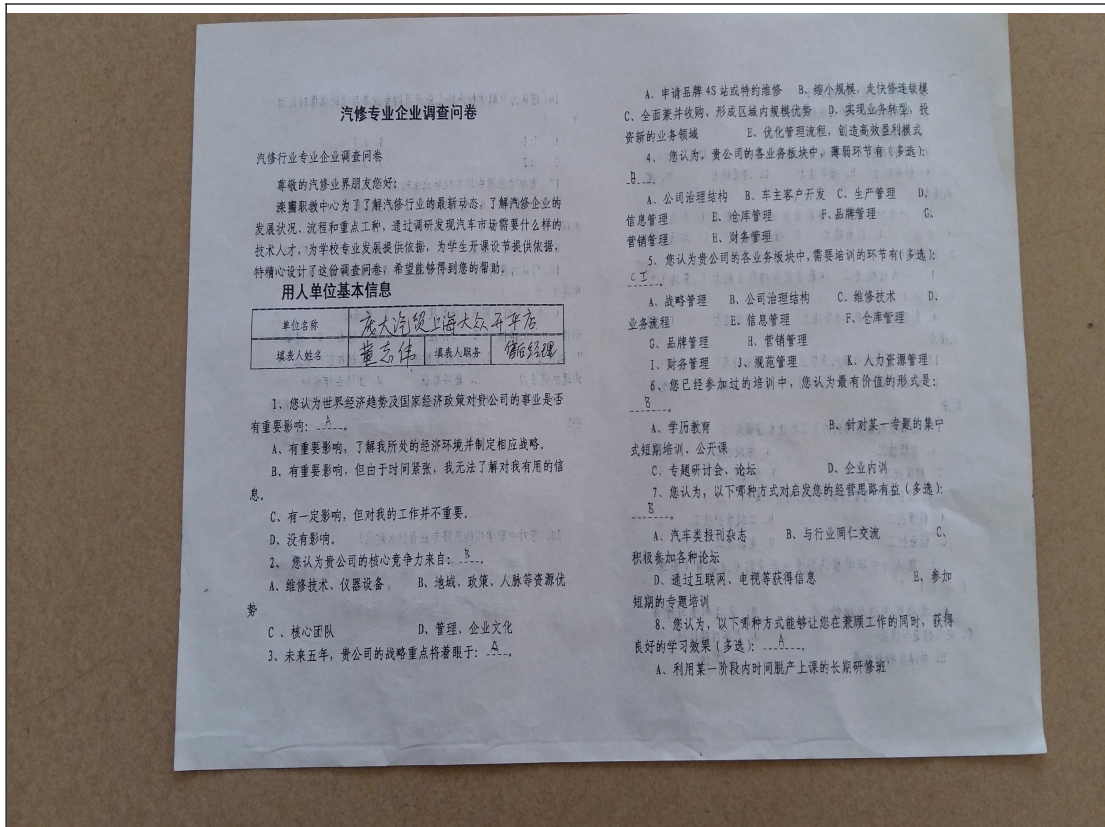 汽修专业企业调查问卷
汽修行业专业企业调查问卷
尊敬的汽修业界朋友您好：
滦南职教中心为了了解汽修行业的最新动态，了解汽修企业的
发展状况、流程和重点工种，通过调研发现汽车市场需要什么样的
技术人才，为学校专业发展提供依据，为学生开课设节提供依据，
特精心设计了这份调查问卷，希望能够得到您的帮助。
用人单位基本信息
单位名称 庞大汽贸上海大众开平店
填表人姓名 董志伟 填表人职务 售后经理
1、您认为世界经济趋势及国家经济政策对贵公司的事业是否
有重要影响：A。
A、有重要影响，了解我所处的经济环境并制定相应战略。
B、有重要影响，但由于时间紧张，我无法了解对我有用的信
息。
C、有一定影响，但对我的工作并不重要。
D、没有影响。
2、 您认为贵公司的核心竞争力来自：B。
A、维修技术、仪器设备 B、地域、政策、人脉等资源优
势
C、核心团队 D、管理、企业文化
3、未来五年，贵公司的战略重点将着眼于：A。
A、申请品牌4S站或特约维修 B、缩小规模，走快修连锁模
C、全面兼并收购，形成区域内规模优势 D、实现业务转型，投
资新的业务领域 E、优化管理流程，创造高效盈利模式
4、 您认为，贵公司的各业务板块中，薄弱环节有（多选）：
B。
A、公司治理结构 B、车主客户开发 C、生产管理 D、
信息管理 E、仓库管理 F、品牌管理 G、
营销管理 H、财务管理
5、您认为贵公司的各业务板块中，需要培训的环节有（多选）：
C I。
A、战略管理 B、公司治理结构 C、维修技术 D、
业务流程 E、信息管理 F、仓库管理
G、品牌管理 H、营销管理
I、财务管理 J、规范管理 K、人力资源管理
6、您已经参加过的培训中，您认为最有价值的形式是：
B。
A、学历教育 B、针对某一专题的集中
式短期培训、公开课
C、专题研讨会、论坛 D、企业内训
7、您认为，以下哪种方式对启发您的经营思路有益（多选）：
B。
A、汽车类报刊杂志 B、与行业同仁交流 C、
积极参加各种论坛
D、通过互联网、电视等获得信息 E、参加
短期的专题培训
8、您认为，以下哪种方式能够让您在兼顾工作的同时，获得
良好的学习效果（多选）：A。
A、利用某一阶段内时间脱产上课的长期研修班